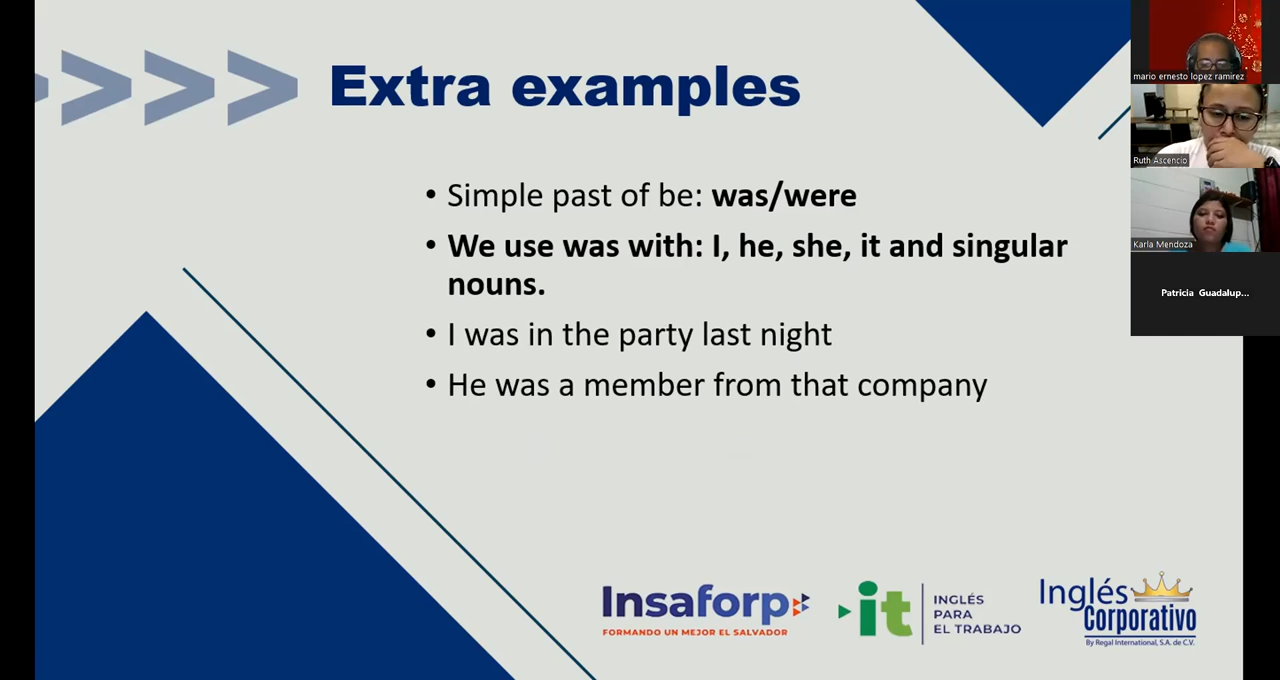 Extra examples
• Simple past of be: was/were
• We use was with: I, he, she, it and singular
nouns.
• I was in the party last night
• He was a member from that company
Insaforp
FORMANDO UN MEJOR EL SALVADOR
it
INGLÉS
PARA
EL TRABAJO
Inglés
Corporativo
By Regal International, S.A. de C.V.
mario ernesto lopez ramirez
Ruth Ascencio
Karla Mendoza
Patricia Guadalup...